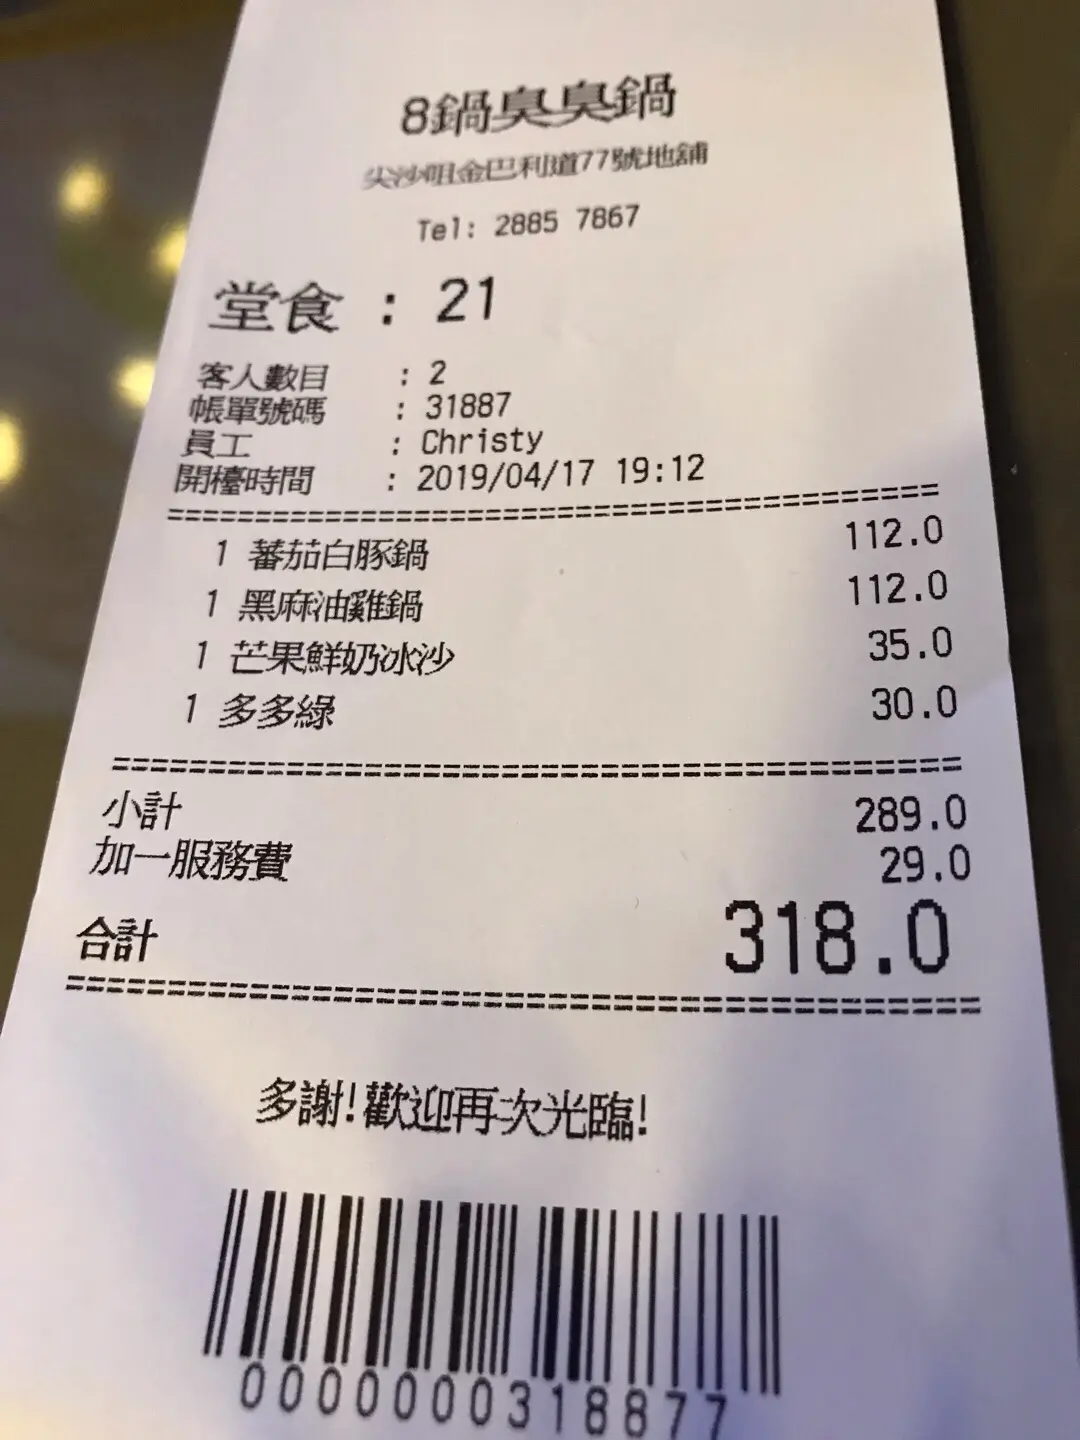 8鍋臭臭鍋
尖沙咀金巴利道77號地舖
Tel: 2885 7867
堂食 : 21
客人數目 : 2
帳單號碼 : 31887
員工 : Christy
開檯時間 : 2019/04/17 19:12
1 蕃茄白豚鍋 112.0
1 黑麻油雞鍋 112.0
1 芒果鮮奶冰沙 35.0
1 多多綠 30.0
小計 289.0
加一服務費 29.0
合計 318.0
多謝!歡迎再次光臨!
0000000318877